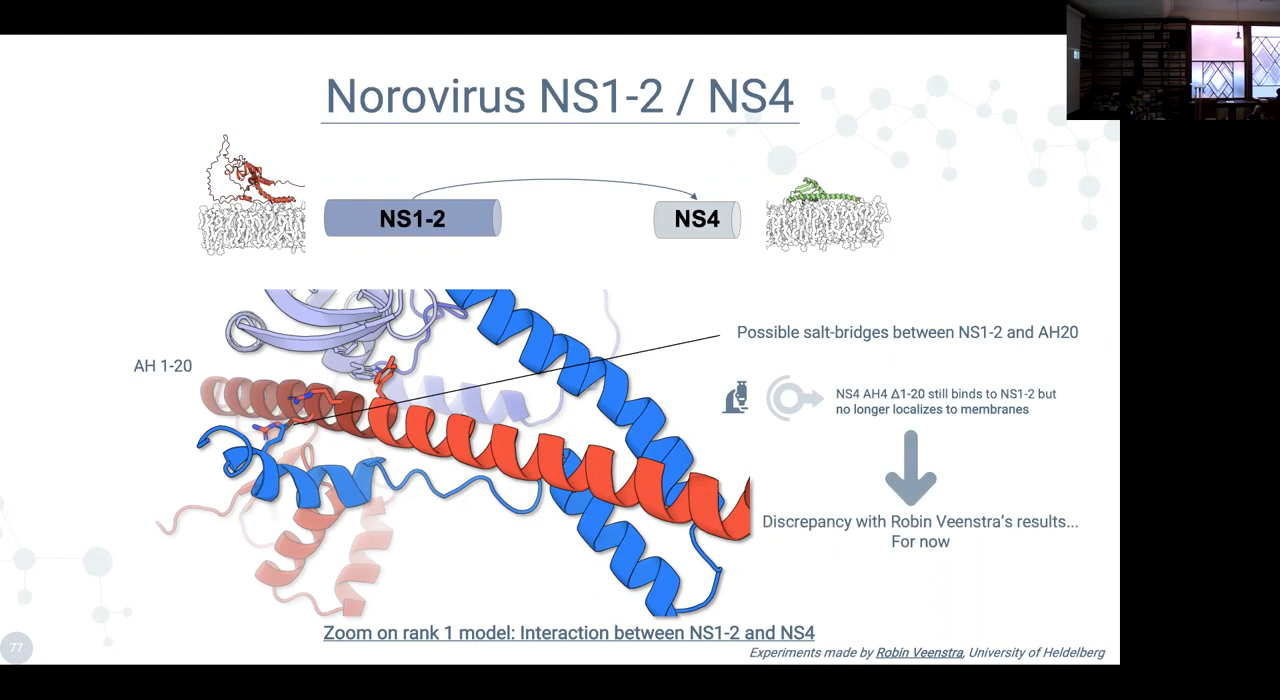 Norovirus NS1-2 / NS4
NS1-2
NS4
AH 1-20
Possible salt-bridges between NS1-2 and AH20
NS4 AH4 Δ1-20 still binds to NS1-2 but
no longer localizes to membranes
Discrepancy with Robin Veenstra's results...
For now
Zoom on rank 1 model: Interaction between NS1-2 and NS4
77
Experiments made by Robin Veenstra, University of Heidelberg